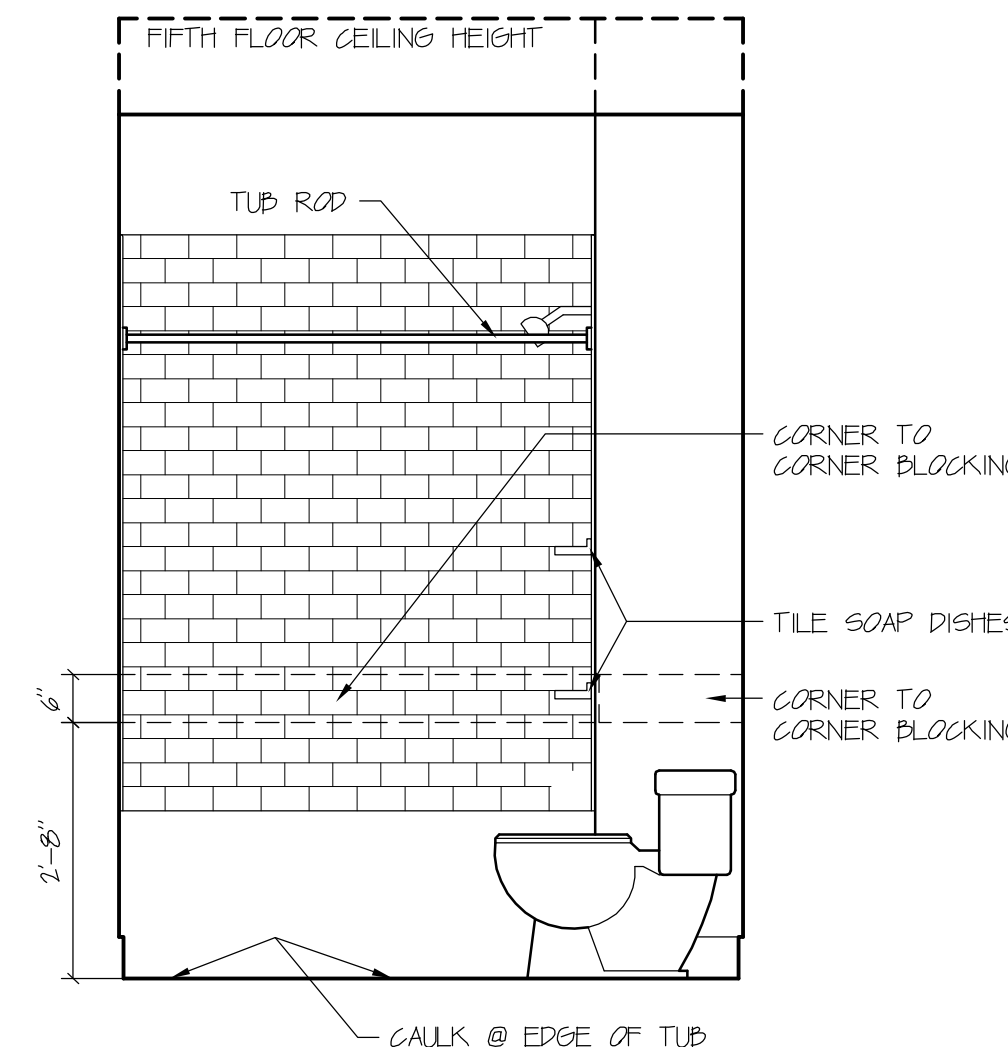 FIFTH FLOOR CEILING HEIGHT
TUB ROD
CORNER TO
CORNER BLOCKING
TILE SOAP DISHES
6"
CORNER TO
CORNER BLOCKING
2'-8"
CAULK @ EDGE OF TUB